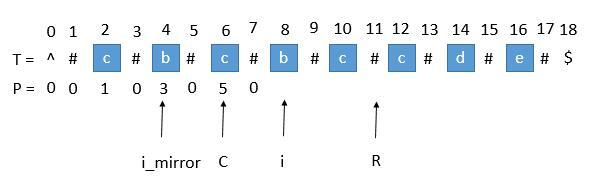 0 1 2 3 4 5 6 7 8 9 10 11 12 13 14 15 16 17 18
T = ^ # c # b # c # b # c # c # d # e # $
P = 0 0 1 0 3 0 5 0
i_mirror C i R